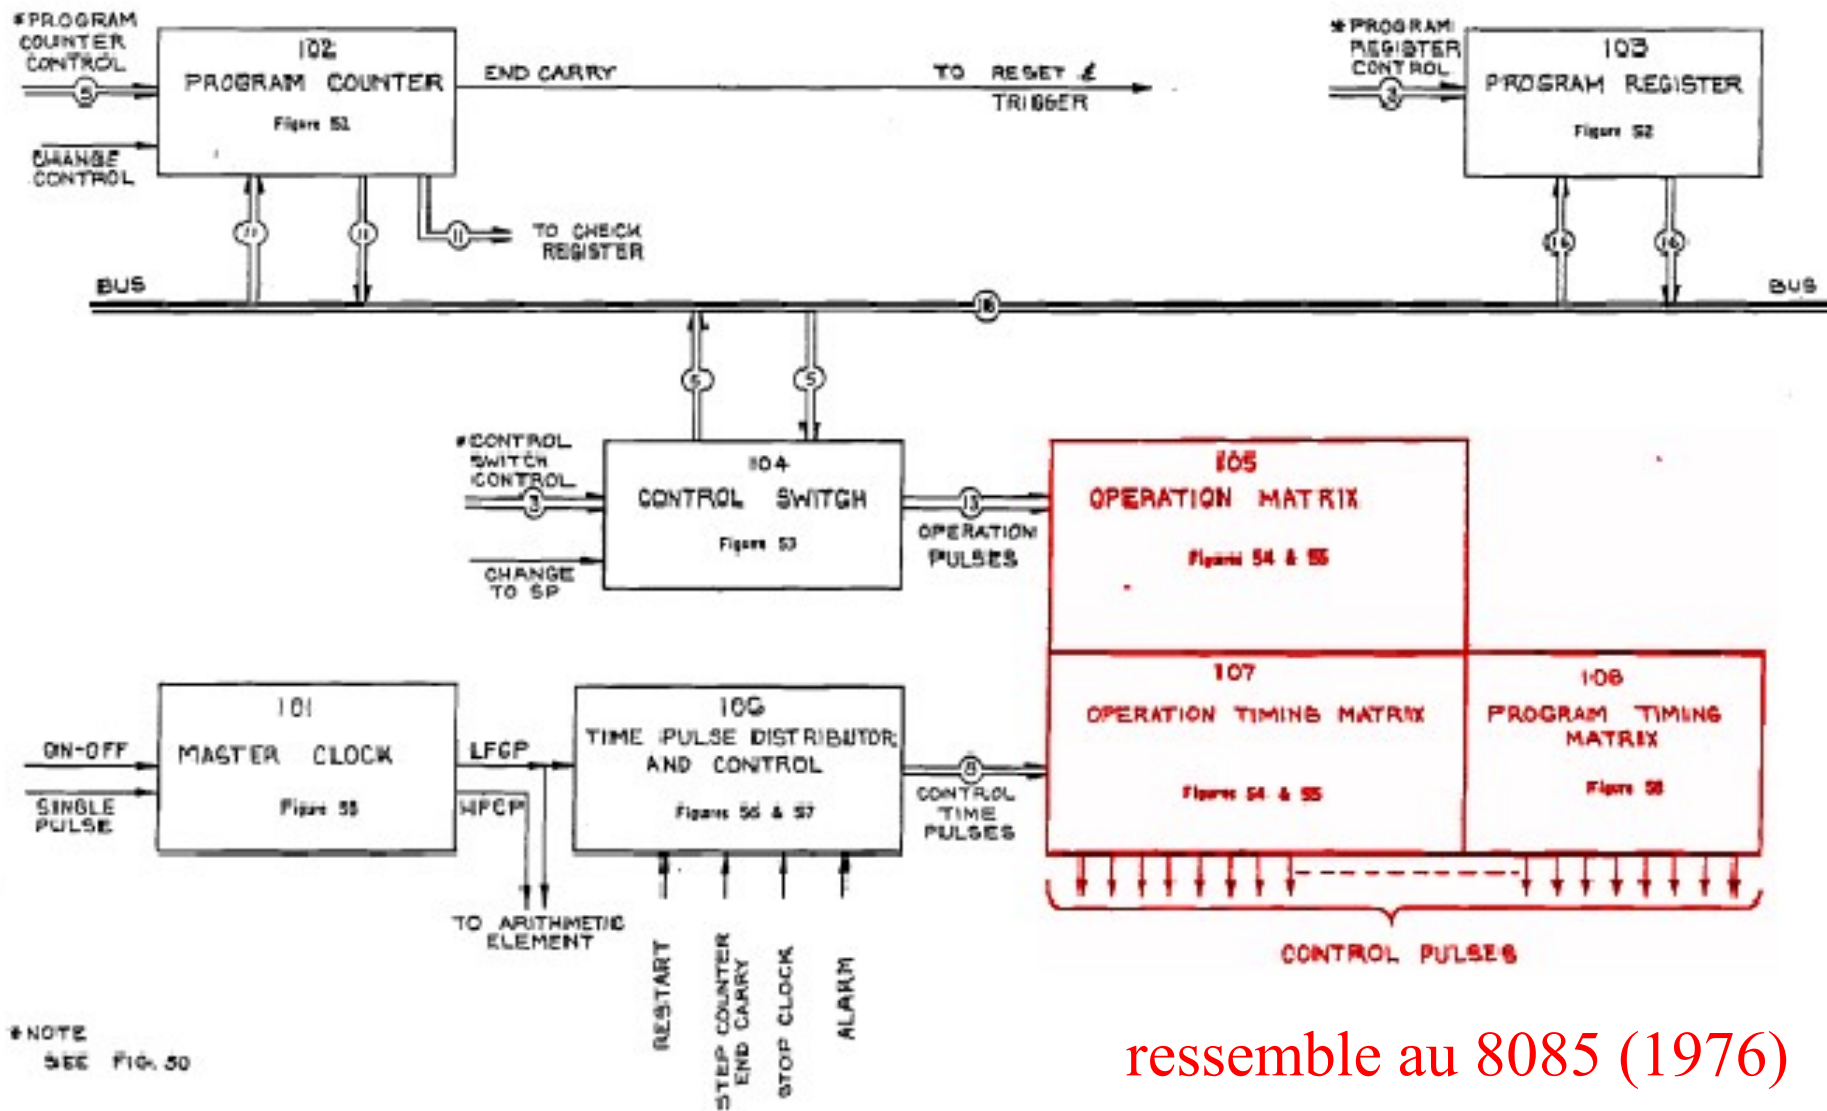 *PROGRAM
COUNTER
CONTROL
8
CHANGE
CONTROL
102
PROGRAM COUNTER
Figure 51
END CARRY
TO RESET &
TRIGGER
*PROGRAM
REGISTER
CONTROL
3
103
PROGRAM REGISTER
Figure 52
11
11
11
TO CHECK
REGISTER
16
16
BUS
16
BUS
5
5
*CONTROL
SWITCH
CONTROL
3
CHANGE
TO SP
104
CONTROL SWITCH
Figure 53
13
OPERATION
PULSES
105
OPERATION MATRIX
Figures 54 & 55
ON-OFF
SINGLE
PULSE
101
MASTER CLOCK
LFCP
HFCP
TO ARITHMETIC
ELEMENT
106
TIME PULSE DISTRIBUTOR
AND CONTROL
Figures 56 & 57
8
CONTROL
TIME
PULSES
107
OPERATION TIMING MATRIX
Figures 54 & 55
108
PROGRAM TIMING
MATRIX
Figure 58
RESTART
STEP COUNTER
END CARRY
STOP CLOCK
ALARM
CONTROL PULSES
*NOTE
SEE FIG. 50
ressemble au 8085 (1976)